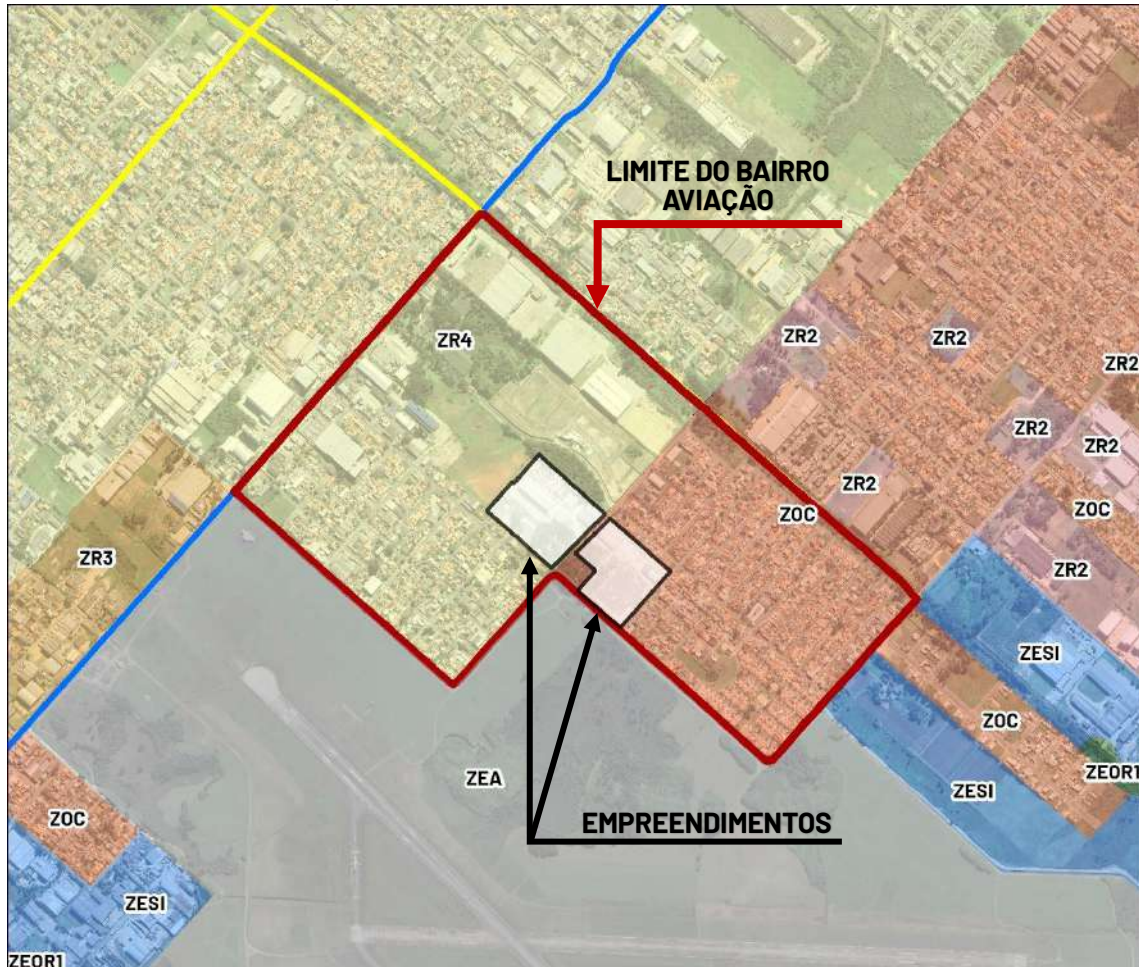 LIMITE DO BAIRRO
AVIAÇÃO
ZR4
ZR2
ZR2
ZR2
ZR2
ZR2
ZR2
ZOC
ZOC
ZR3
ZR2
ZESI
ZOC
ZEA
ZEOR1
ZESI
ZOC
EMPREENDIMENTOS
ZESI
ZEOR1